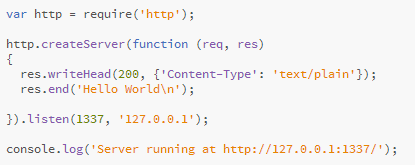 var http = require('http');
http.createServer(function (req, res)
{
res.writeHead(200, {'Content-Type': 'text/plain'});
res.end('Hello World\n');
}).listen(1337, '127.0.0.1');
console.log('Server running at http://127.0.0.1:1337/');